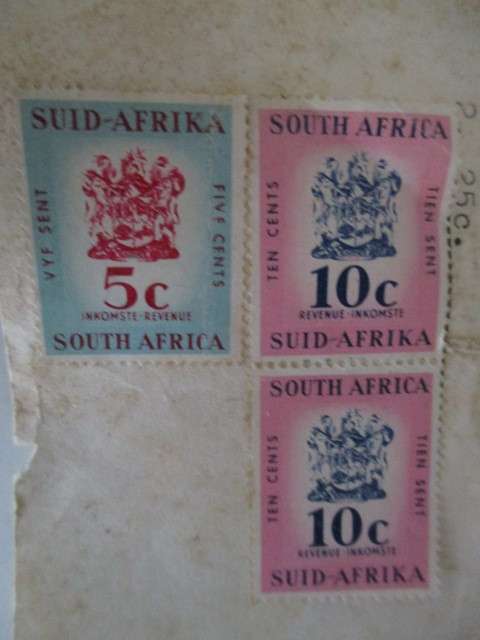 SUID-AFRIKA
VYF SENT
FIVE CENTS
5c
INKOMSTE-REVENUE
SOUTH AFRICA
SOUTH AFRICA
TEN CENTS
TIEN SENT
10c
REVENUE-INKOMSTE
SUID-AFRIKA
SOUTH AFRICA
TEN CENTS
TIEN SENT
10c
REVENUE-INKOMSTE
SUID-AFRIKA
25c.